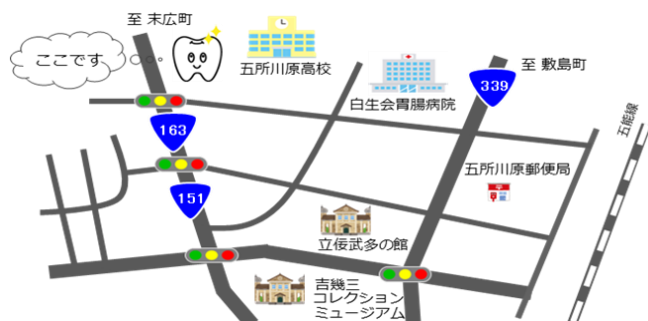 至 末広町
ここです
五所川原高校
白生会胃腸病院
至 敷島町
339
五能線
163
五所川原郵便局
151
立佞武多の館
吉幾三
コレクション
ミュージアム